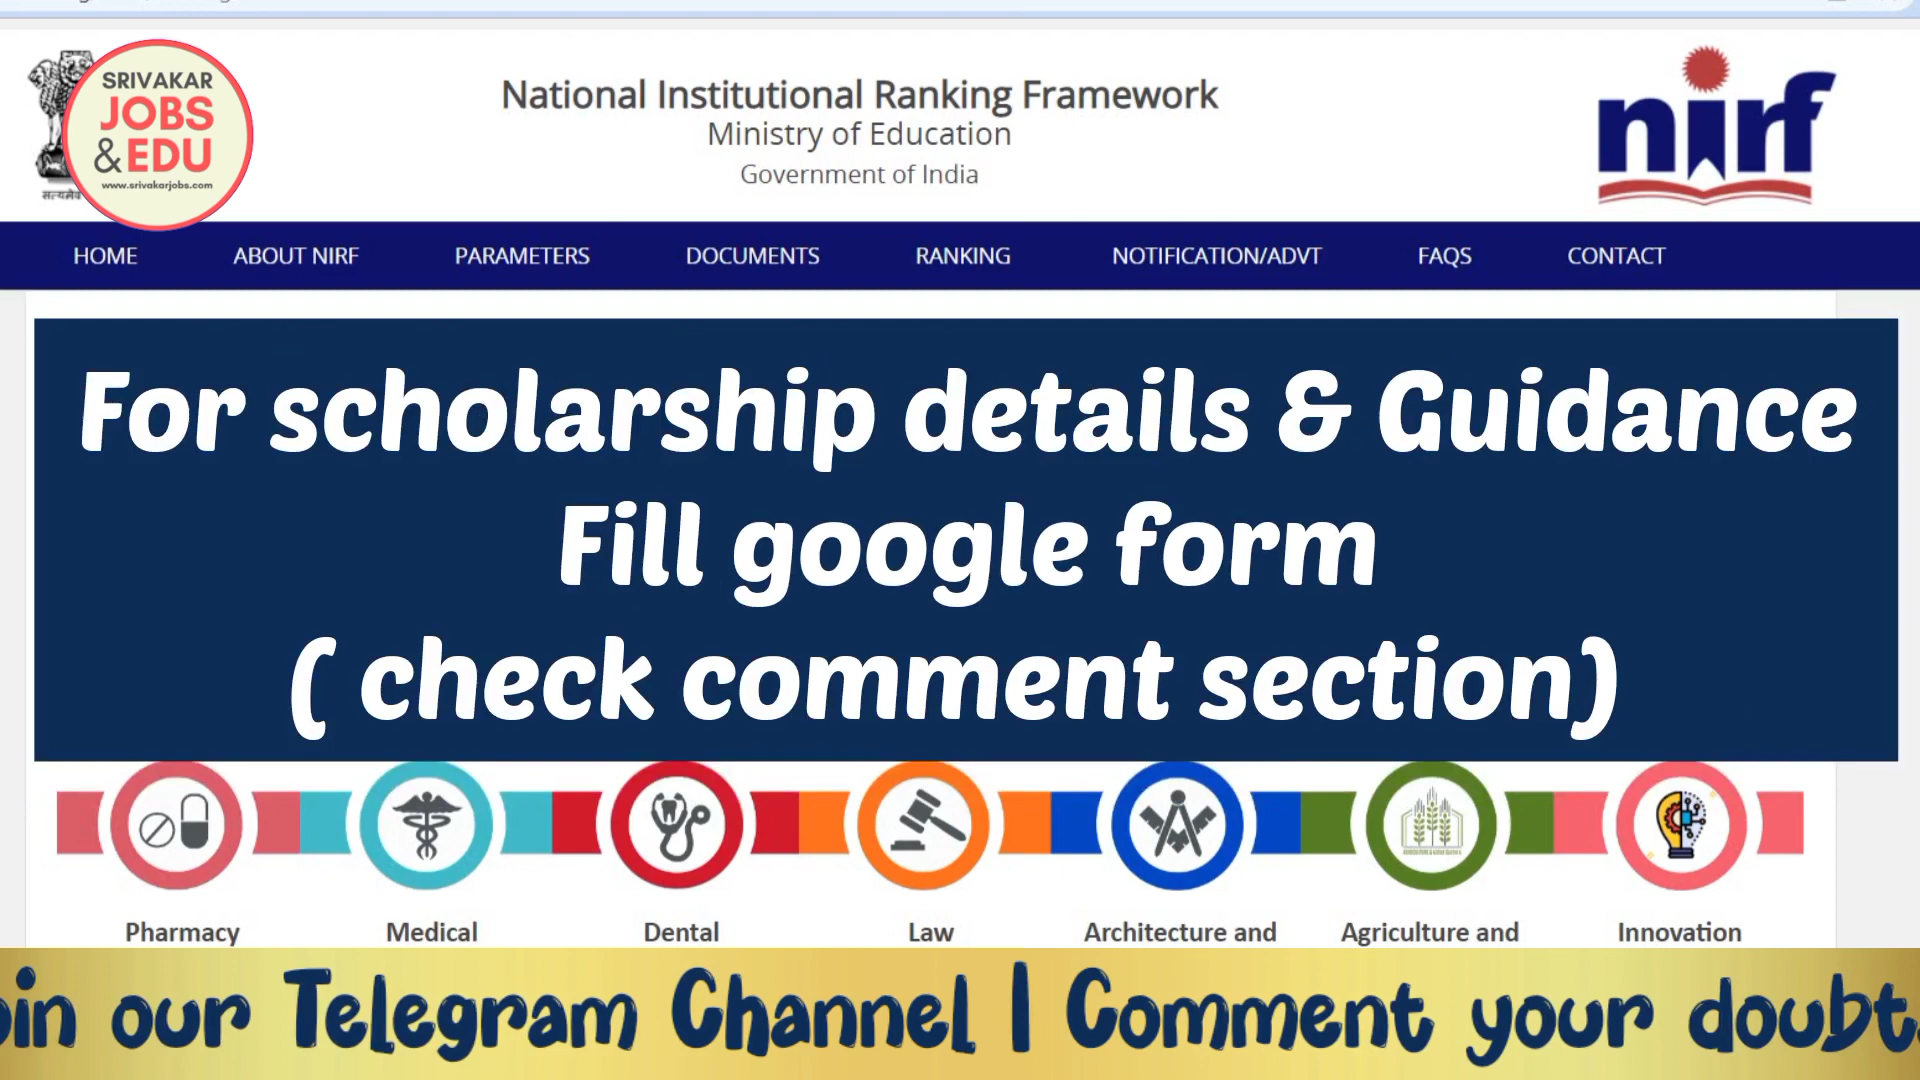 SRIVAKAR
JOBS
&EDU
www.srivakarjobs.com
National Institutional Ranking Framework
Ministry of Education
Government of India
nirf
HOME ABOUT NIRF PARAMETERS DOCUMENTS RANKING NOTIFICATION/ADVT FAQS CONTACT
For scholarship details & Guidance
Fill google form
( check comment section)
Pharmacy Medical Dental Law Architecture and Agriculture and Innovation
our Telegram Channel | Comment your